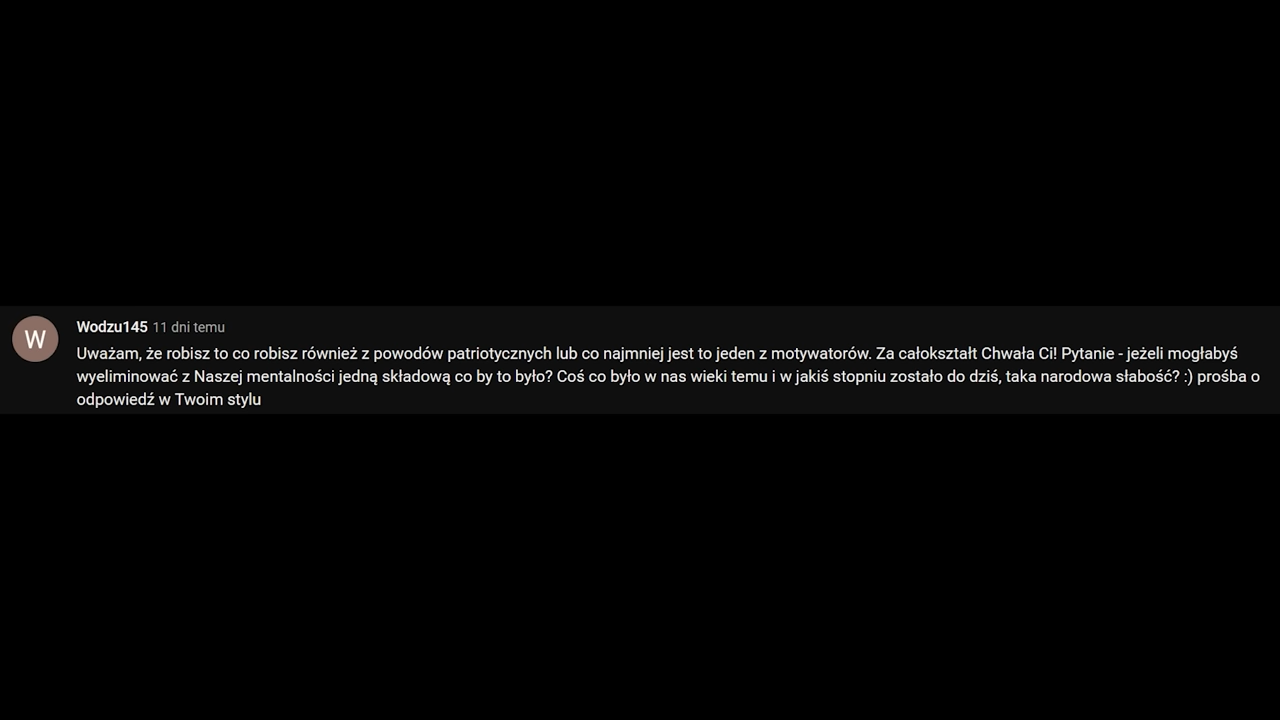 W
Wodzu145 11 dni temu
Uważam, że robisz to co robisz również z powodów patriotycznych lub co najmniej jest to jeden z motywatorów. Za całokształt Chwała Ci! Pytanie - jeżeli mogłabyś
wyeliminować z Naszej mentalności jedną składową co by to było? Coś co było w nas wieki temu i w jakiś stopniu zostało do dziś, taka narodowa słabość? :) prośba o
odpowiedź w Twoim stylu